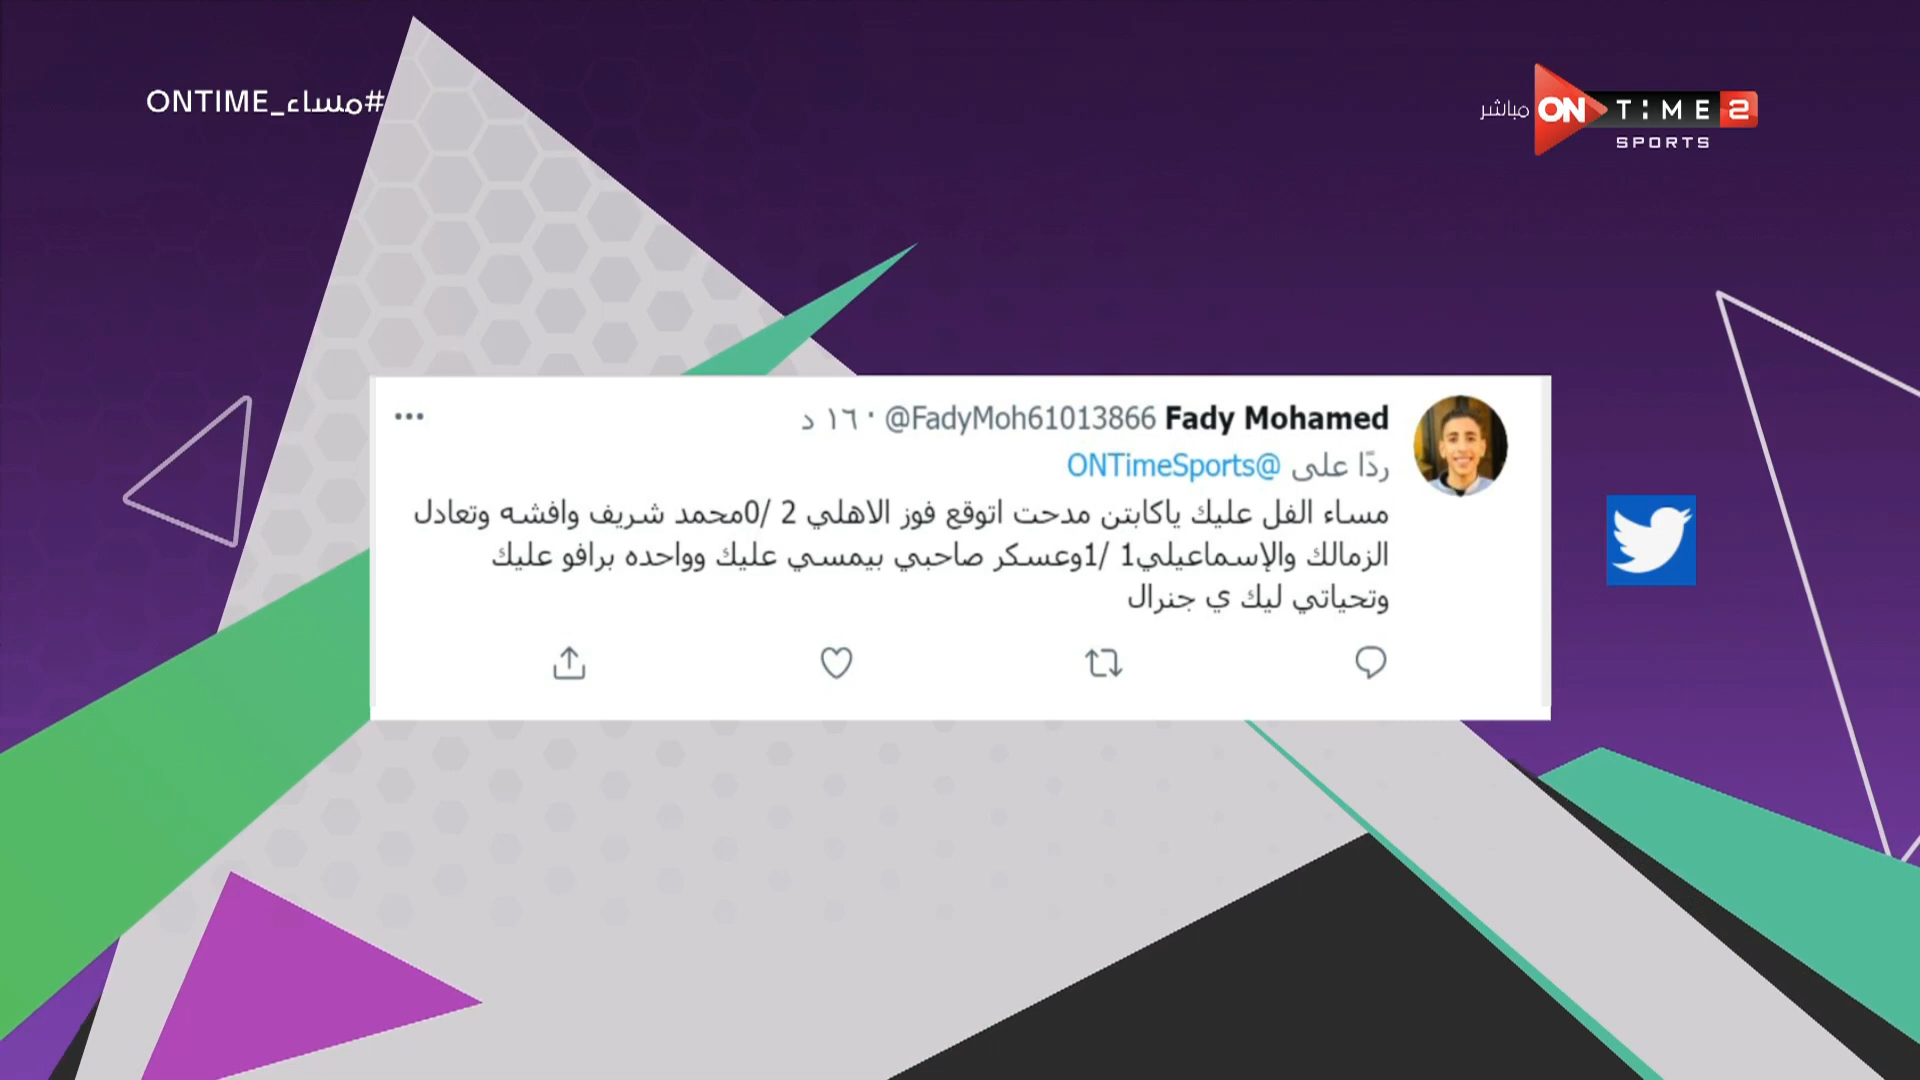 #مساء_ONTIME
مباشر ON TIME 2
SPORTS
Fady Mohamed @FadyMoh61013866 · ١٦ د
ردًا على @ONTimeSports
مساء الفل عليك ياكابتن مدحت اتوقع فوز الاهلي 2 /0محمد شريف وافشه وتعادل
الزمالك والإسماعيلي1 /1وعسكر صاحبي بيمسي عليك وواحده برافو عليك
وتحياتي ليك ي جنرال